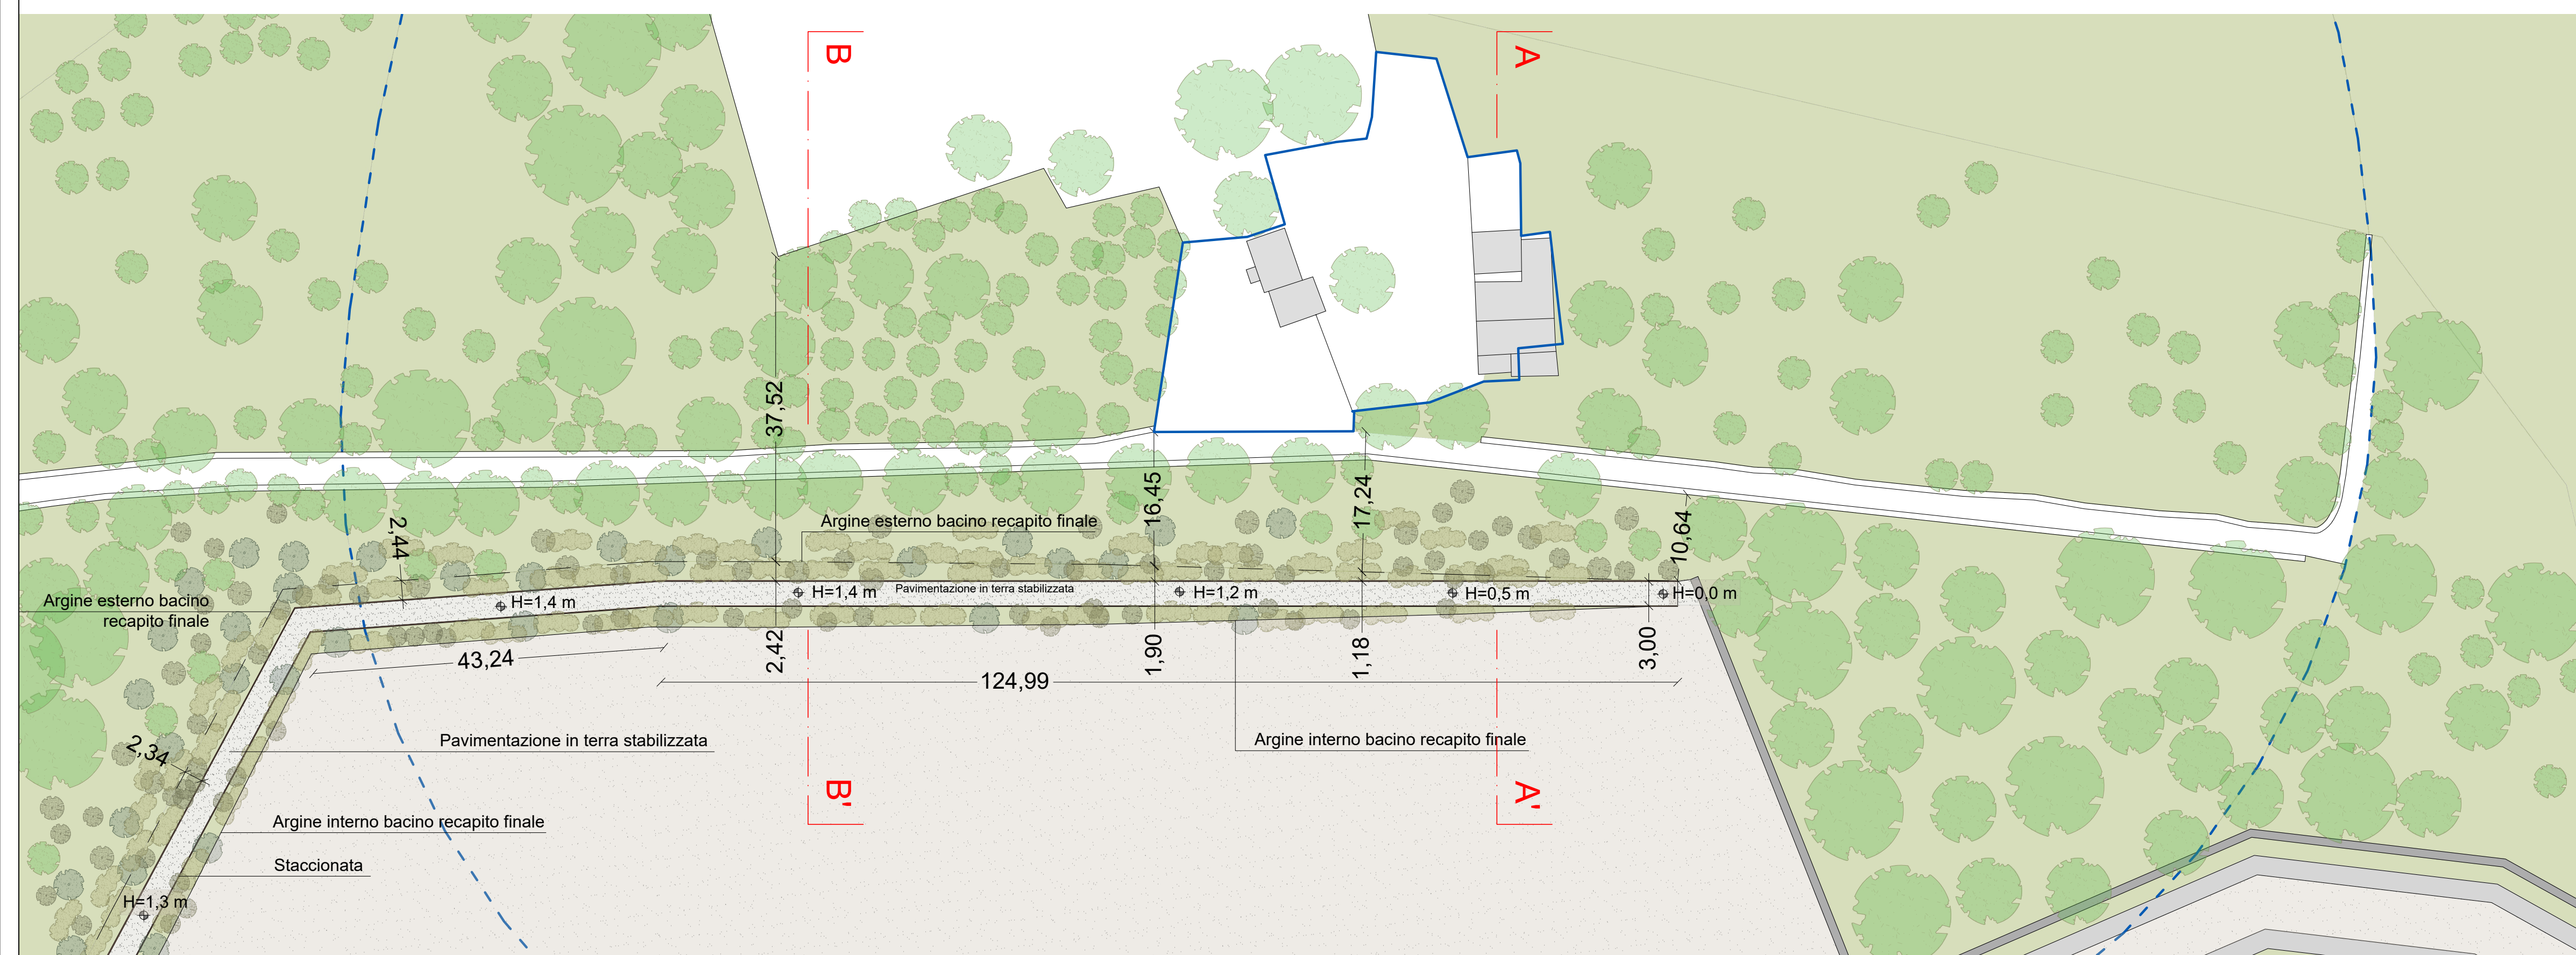 B
A
37,52
16,45
17,24
10,64
2,44
Argine esterno bacino recapito finale
Argine esterno bacino
recapito finale
H=1,4 m
H=1,4 m
Pavimentazione in terra stabilizzata
H=1,2 m
H=0,5 m
H=0,0 m
43,24
2,42
1,90
1,18
3,00
124,99
2,34
Pavimentazione in terra stabilizzata
Argine interno bacino recapito finale
B'
A'
Argine interno bacino recapito finale
Staccionata
H=1,3 m